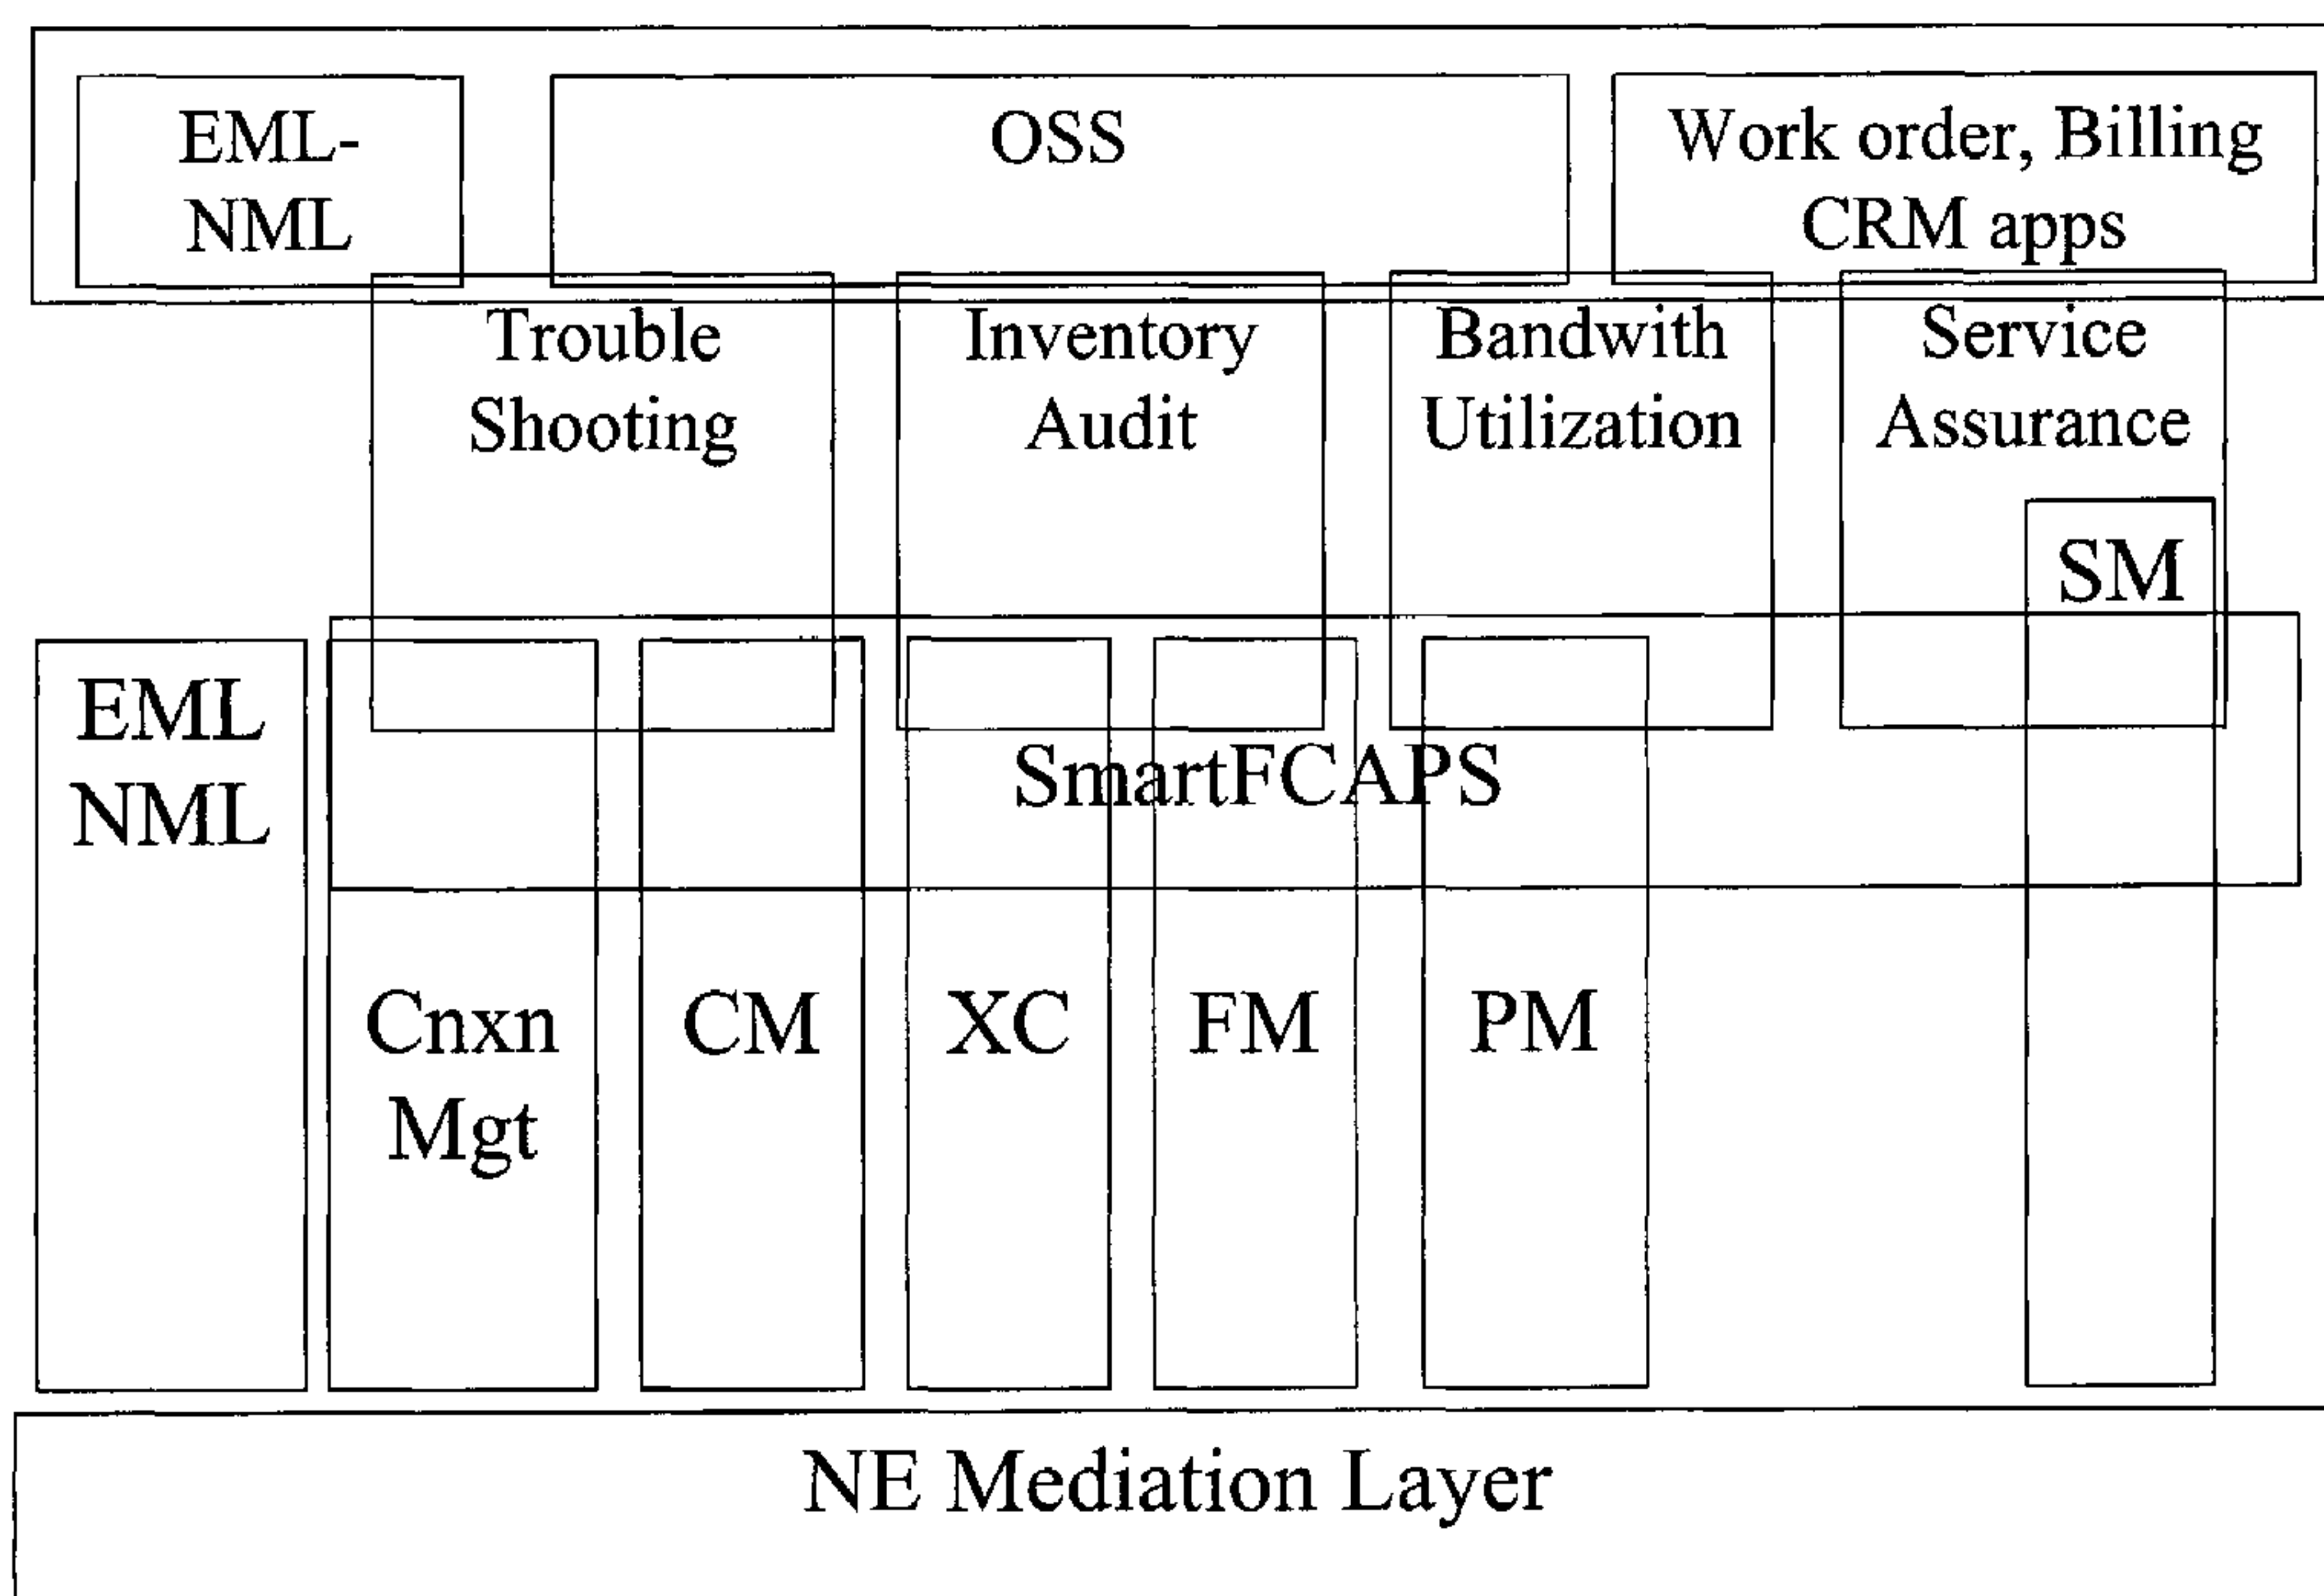 EML-
NML
OSS
Work order, Billing
CRM apps
Trouble
Shooting
Inventory
Audit
Bandwith
Utilization
Service
Assurance
SM
EML
NML
SmartFCAPS
Cnxn
Mgt
CM
XC
FM
PM
NE Mediation Layer